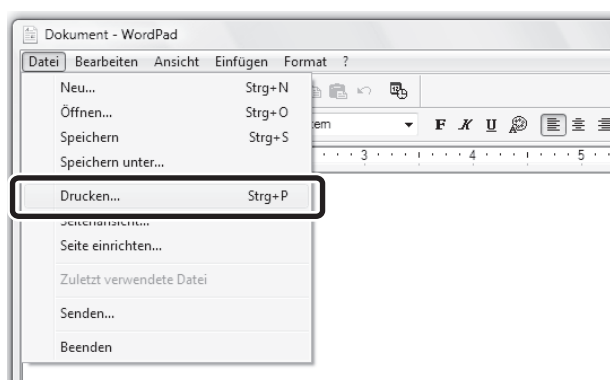 Dokument - WordPad
Datei Bearbeiten Ansicht Einfügen Format ?
Neu... Strg+N
Öffnen... Strg+O
Speichern Strg+S
F K U
Speichern unter...
3 4 5
Drucken... Strg+P
Seitenansicht...
Seite einrichten...
Zuletzt verwendete Datei
Senden...
Beenden